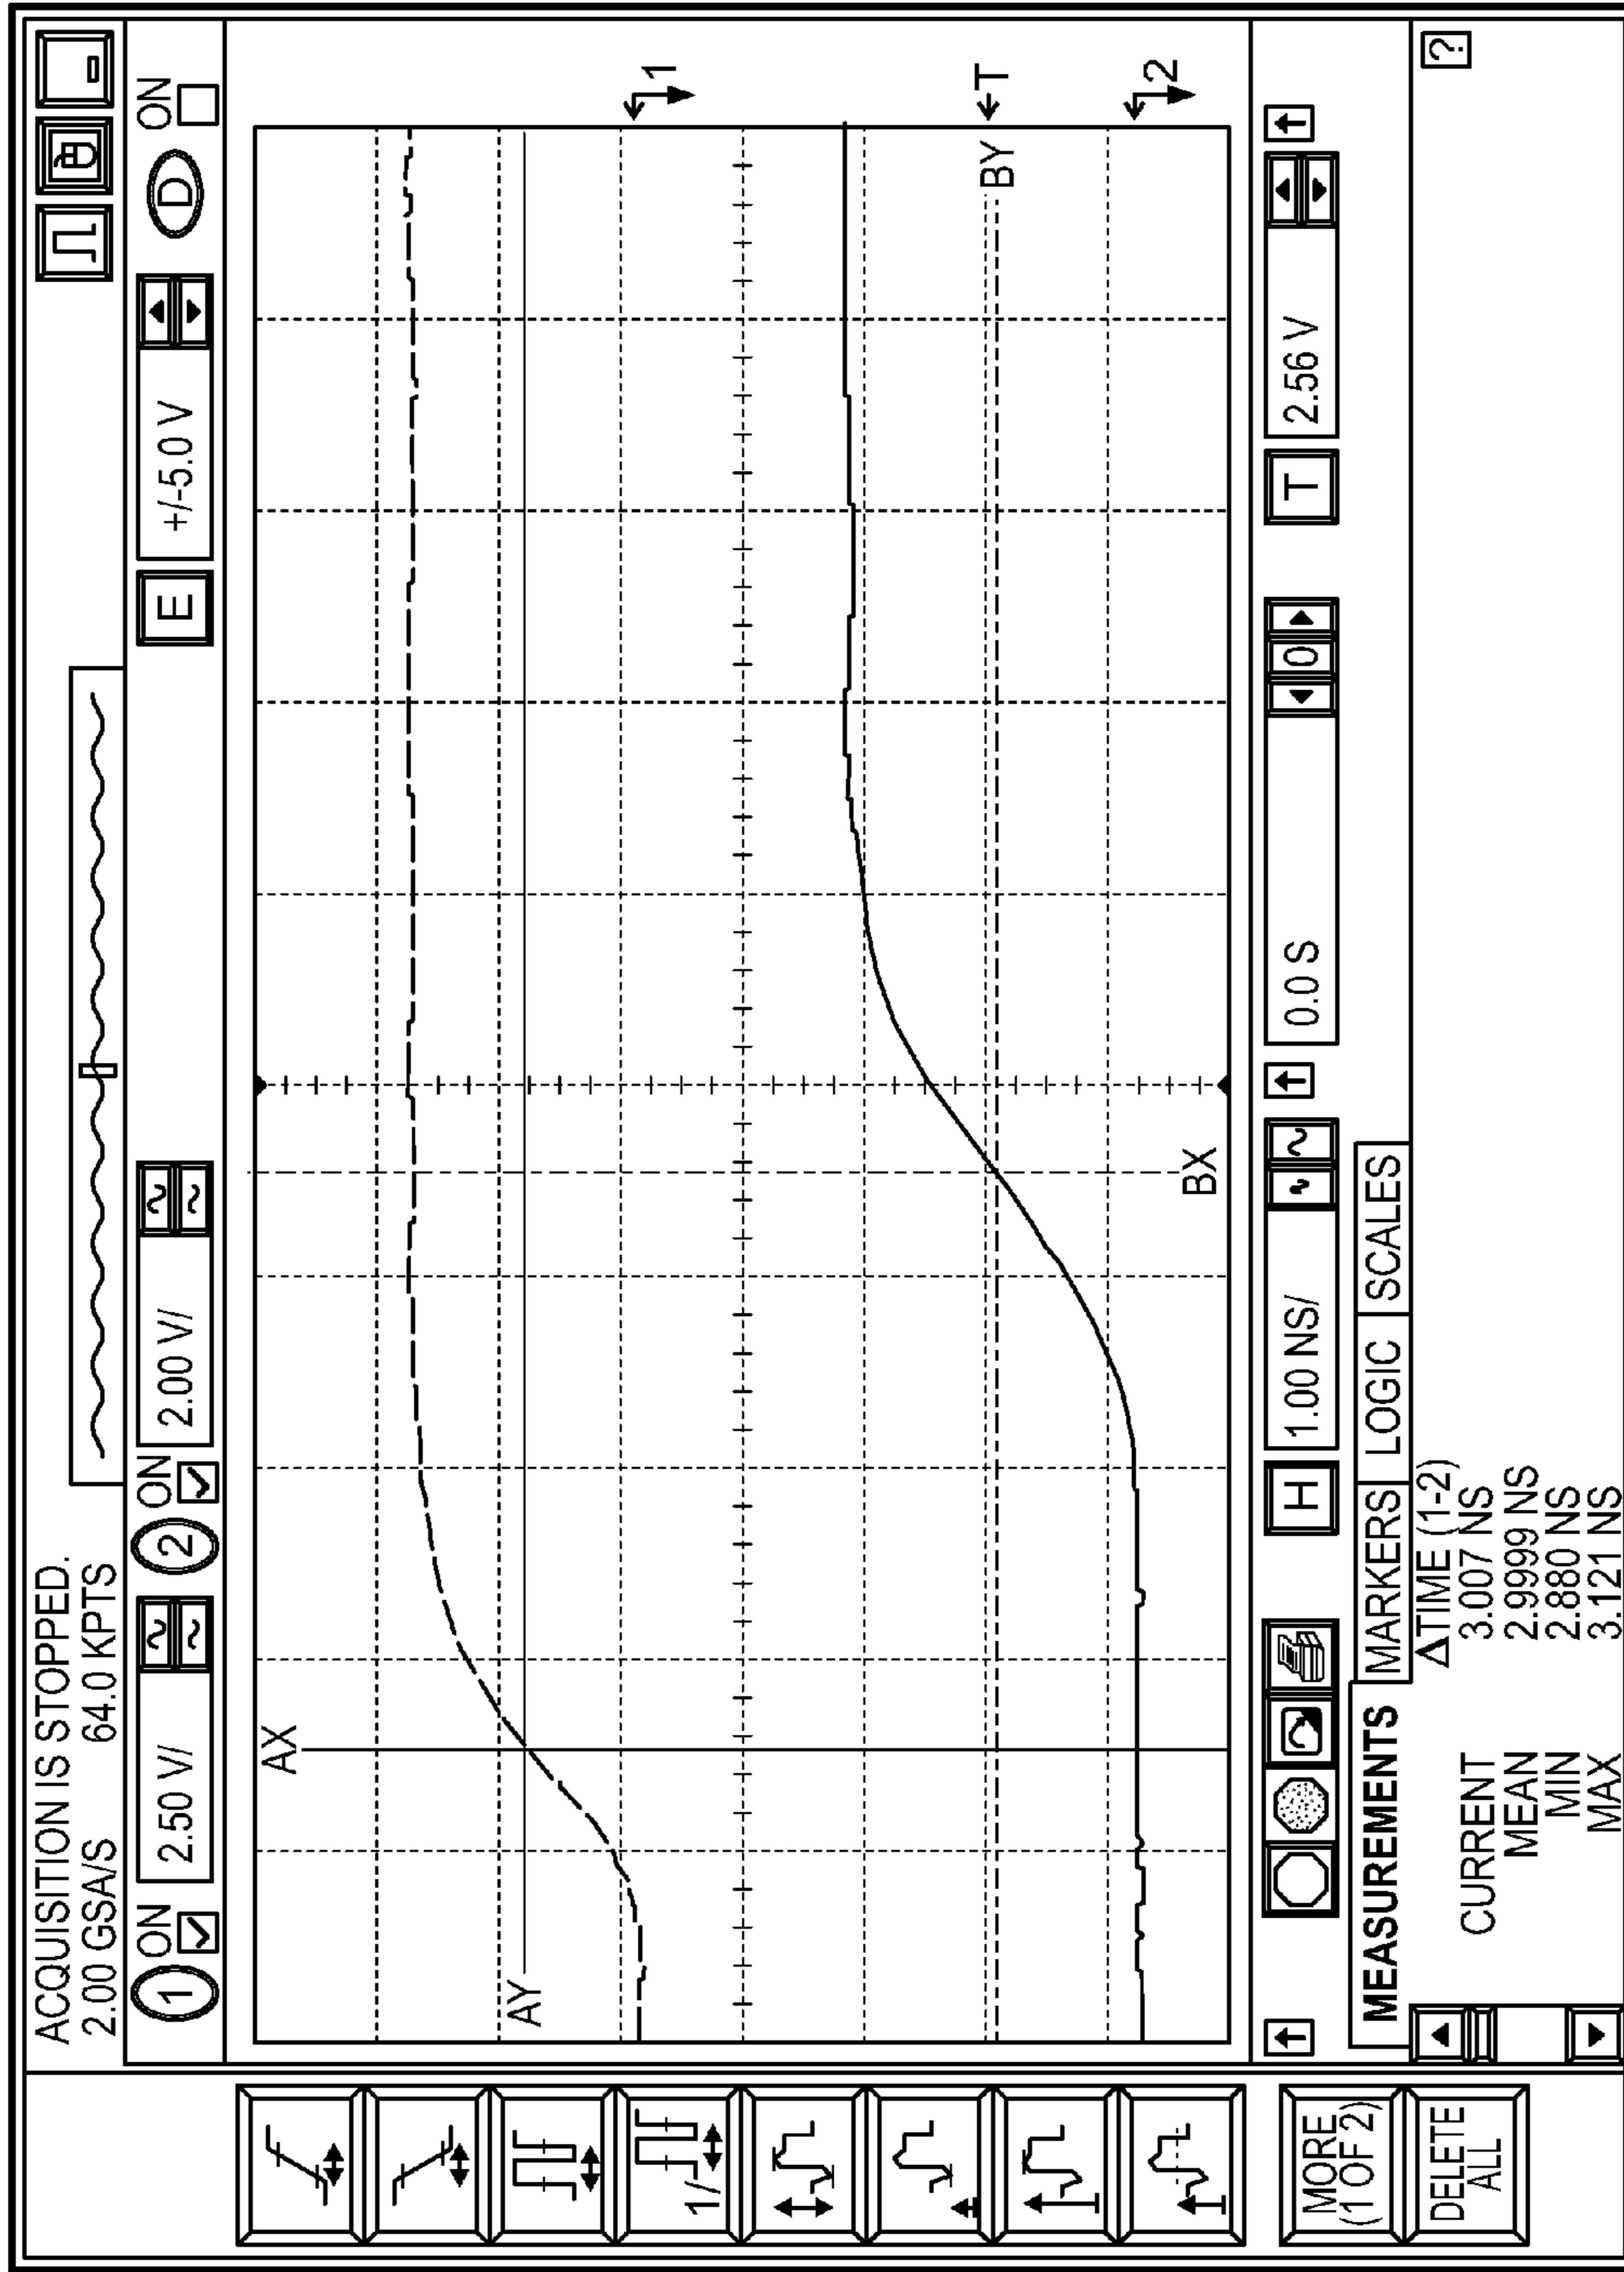 ACQUISITION IS STOPPED.
2.00 GSA/S 64.0 KPTS
1 ON 2.50 V/ 2 ON 2.00 V/ E +/-5.0 V D ON
AX
AY
1
T
BY
2
BX
1/
MORE
(1 OF 2)
DELETE
ALL
H 1.00 NS/ 0.0 S 0 T 2.56 V
MEASUREMENTS MARKERS LOGIC SCALES
?
△TIME (1-2)
CURRENT 3.007 NS
MEAN 2.9999 NS
MIN 2.880 NS
MAX 3.121 NS